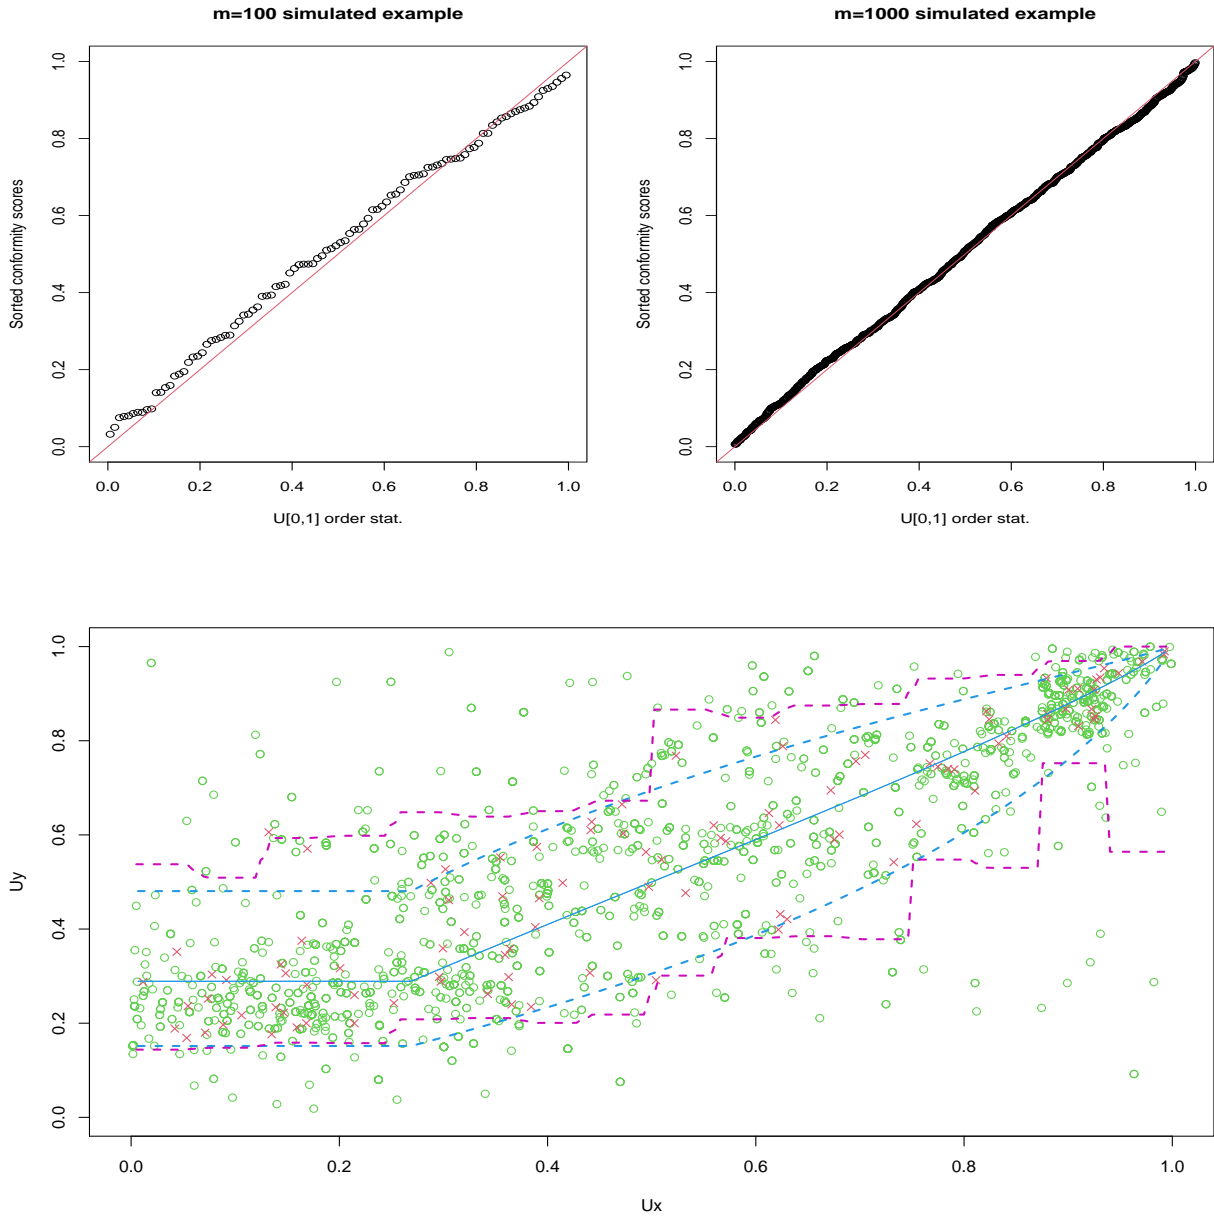 m=100 simulated example
Sorted conformity scores
1.0
0.8
0.6
0.4
0.2
0.0
0.0 0.2 0.4 0.6 0.8 1.0
U[0,1] order stat.
m=1000 simulated example
Sorted conformity scores
1.0
0.8
0.6
0.4
0.2
0.0
0.0 0.2 0.4 0.6 0.8 1.0
U[0,1] order stat.
Uy
1.0
0.8
0.6
0.4
0.2
0.0
0.0 0.2 0.4 0.6 0.8 1.0
Ux